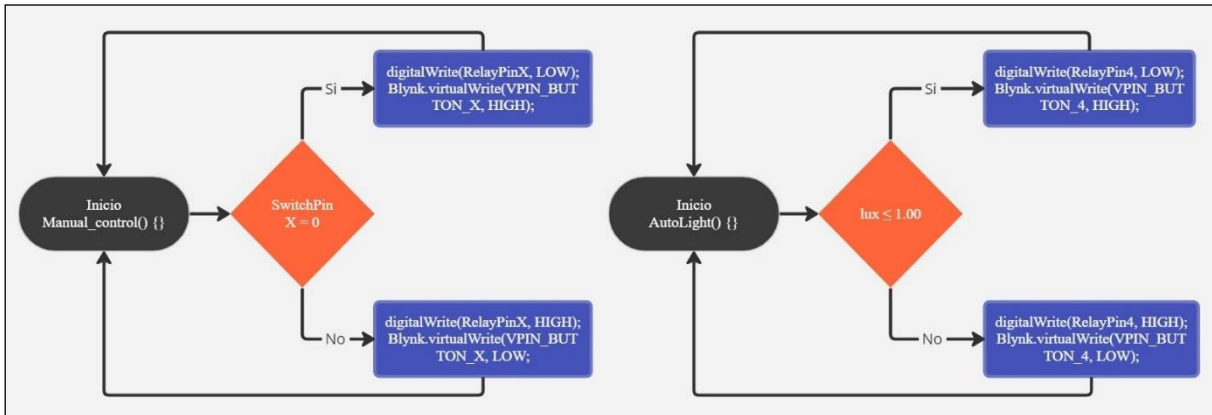 digitalWrite(RelayPinX, LOW);
Blynk.virtualWrite(VPIN_BUT
TON_X, HIGH);
Si
Inicio
Manual_control() {}
SwitchPin
X = 0
No
digitalWrite(RelayPinX, HIGH);
Blynk.virtualWrite(VPIN_BUT
TON_X, LOW;
digitalWrite(RelayPin4, LOW);
Blynk.virtualWrite(VPIN_BUT
TON_4, HIGH);
Si
Inicio
AutoLight() {}
lux ≤ 1.00
No
digitalWrite(RelayPin4, HIGH);
Blynk.virtualWrite(VPIN_BUT
TON_4, LOW);